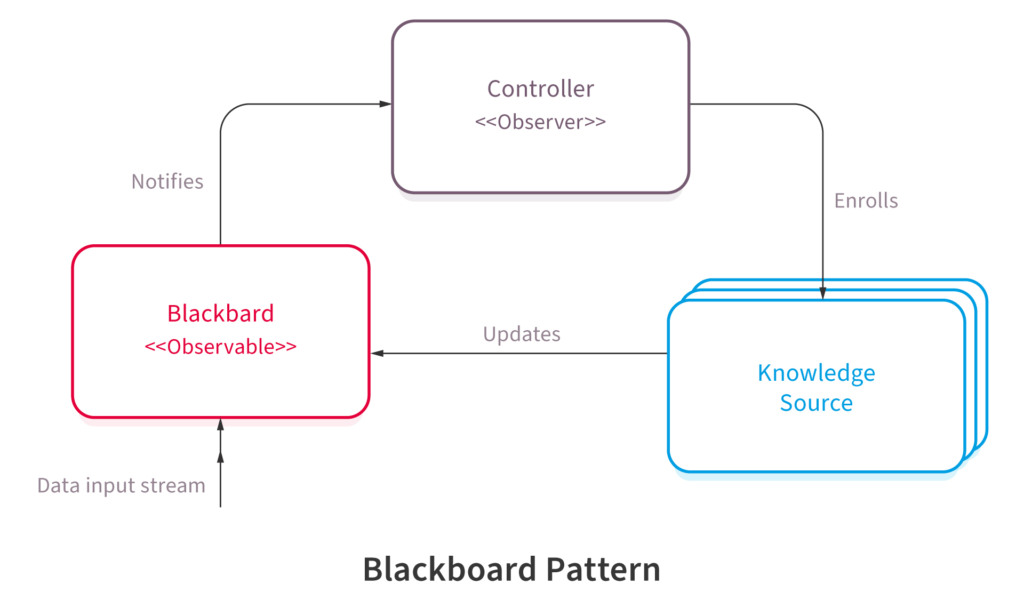 Controller
<<Observer>>
Notifies
Enrolls
Blackbard
<<Observable>>
Updates
Knowledge
Source
Data input stream
Blackboard Pattern